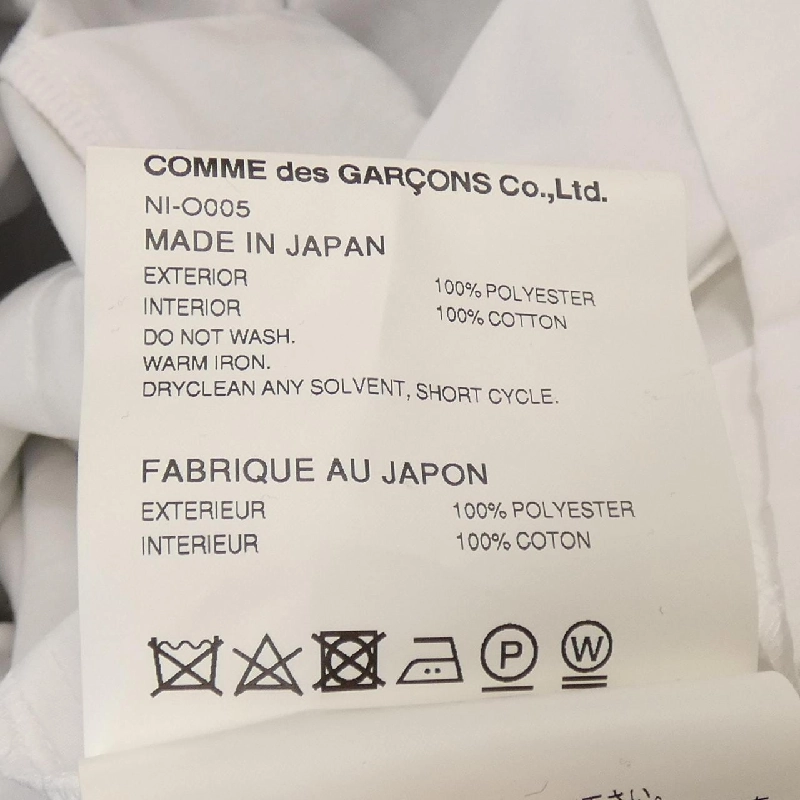 COMME des GARÇONS Co.,Ltd.
NI-O005
MADE IN JAPAN
EXTERIOR 100% POLYESTER
INTERIOR 100% COTTON
DO NOT WASH.
WARM IRON.
DRYCLEAN ANY SOLVENT, SHORT CYCLE.
FABRIQUE AU JAPON
EXTERIEUR 100% POLYESTER
INTERIEUR 100% COTON
P W